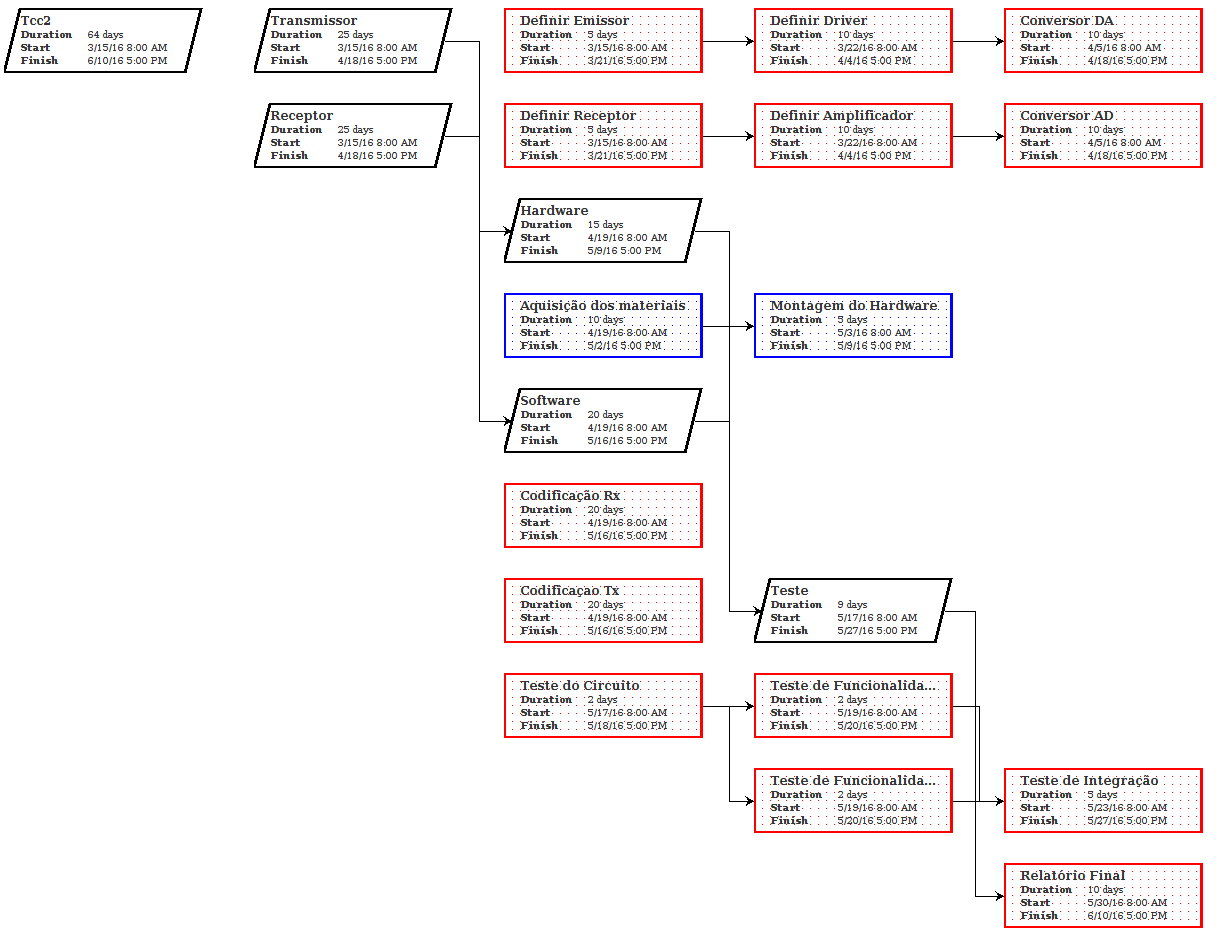 Tcc2
Duration 64 days
Start 3/15/16 8:00 AM
Finish 6/10/16 5:00 PM
Transmissor
Duration 25 days
Start 3/15/16 8:00 AM
Finish 4/18/16 5:00 PM
Definir Emissor
Duration 5 days
Start 3/15/16 8:00 AM
Finish 3/21/16 5:00 PM
Definir Driver
Duration 10 days
Start 3/22/16 8:00 AM
Finish 4/4/16 5:00 PM
Conversor DA
Duration 10 days
Start 4/5/16 8:00 AM
Finish 4/18/16 5:00 PM
Receptor
Duration 25 days
Start 3/15/16 8:00 AM
Finish 4/18/16 5:00 PM
Definir Receptor
Duration 5 days
Start 3/15/16 8:00 AM
Finish 3/21/16 5:00 PM
Definir Amplificador
Duration 10 days
Start 3/22/16 8:00 AM
Finish 4/4/16 5:00 PM
Conversor AD
Duration 10 days
Start 4/5/16 8:00 AM
Finish 4/18/16 5:00 PM
Hardware
Duration 15 days
Start 4/19/16 8:00 AM
Finish 5/9/16 5:00 PM
Aquisição dos materiais
Duration 10 days
Start 4/19/16 8:00 AM
Finish 5/2/16 5:00 PM
Montagem do Hardware
Duration 5 days
Start 5/3/16 8:00 AM
Finish 5/9/16 5:00 PM
Software
Duration 20 days
Start 4/19/16 8:00 AM
Finish 5/16/16 5:00 PM
Codificação Rx
Duration 20 days
Start 4/19/16 8:00 AM
Finish 5/16/16 5:00 PM
Codificaçao Tx
Duration 20 days
Start 4/19/16 8:00 AM
Finish 5/16/16 5:00 PM
Teste
Duration 9 days
Start 5/17/16 8:00 AM
Finish 5/27/16 5:00 PM
Teste do Circuito
Duration 2 days
Start 5/17/16 8:00 AM
Finish 5/18/16 5:00 PM
Teste de Funcionalida...
Duration 2 days
Start 5/19/16 8:00 AM
Finish 5/20/16 5:00 PM
Teste de Funcionalida...
Duration 2 days
Start 5/19/16 8:00 AM
Finish 5/20/16 5:00 PM
Teste de Integração
Duration 5 days
Start 5/23/16 8:00 AM
Finish 5/27/16 5:00 PM
Relatório Final
Duration 10 days
Start 5/30/16 8:00 AM
Finish 6/10/16 5:00 PM